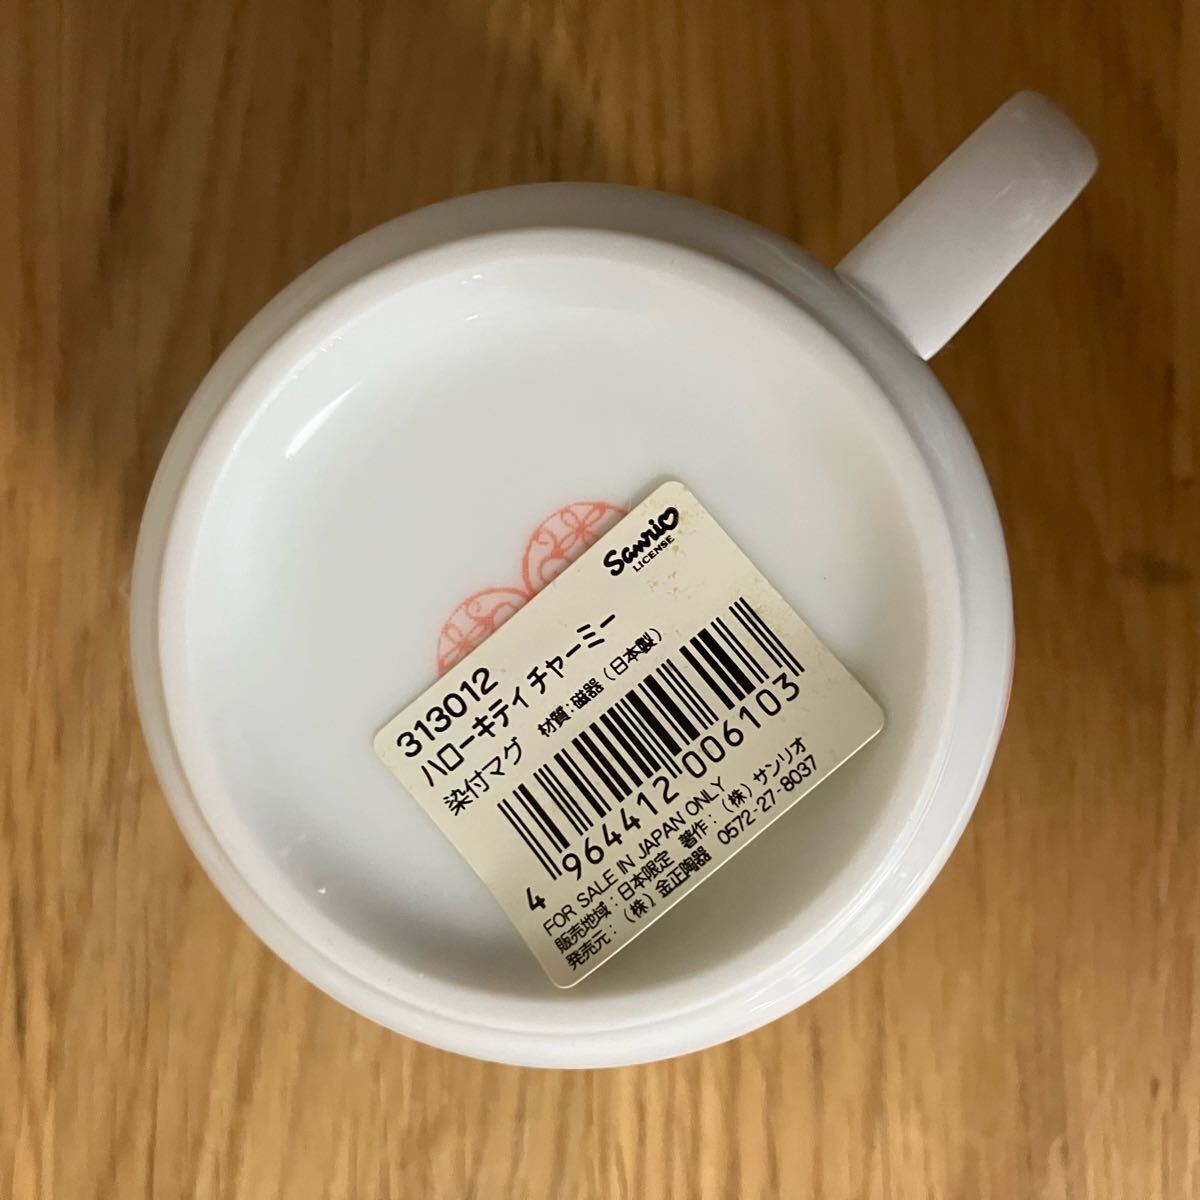 Sanrio
LICENSE
313012
ハローキティ チャーミー
染付マグ 材質:磁器(日本製)
4 964412 006103
FOR SALE IN JAPAN ONLY
販売地域:日本限定 著作:(株)サンリオ
発売元:(株)金正陶器 0572-27-8037